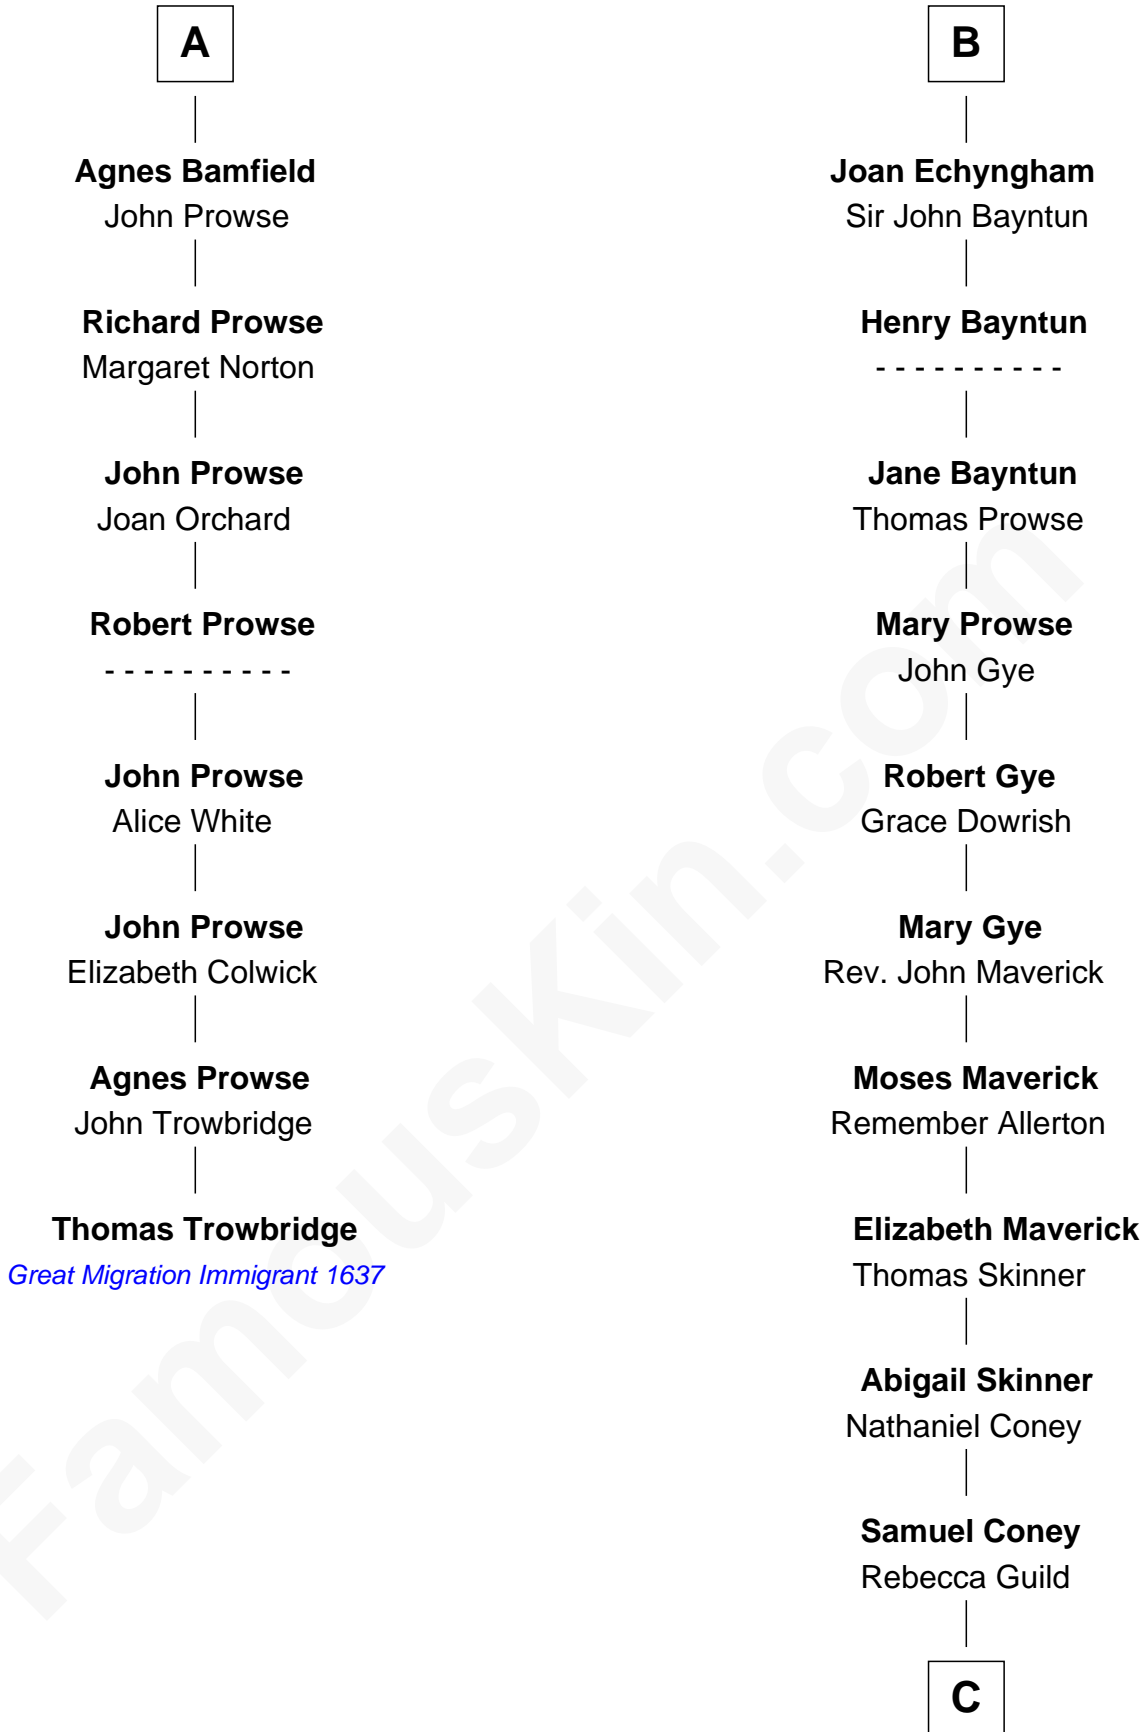 A
Agnes Bamfield
John Prowse
Richard Prowse
Margaret Norton
John Prowse
Joan Orchard
Robert Prowse
- - - - - - - - - -
John Prowse
Alice White
John Prowse
Elizabeth Colwick
Agnes Prowse
John Trowbridge
Thomas Trowbridge
Great Migration Immigrant 1637
B
Joan Echyngham
Sir John Bayntun
Henry Bayntun
- - - - - - - - - -
Jane Bayntun
Thomas Prowse
Mary Prowse
John Gye
Robert Gye
Grace Dowrish
Mary Gye
Rev. John Maverick
Moses Maverick
Remember Allerton
Elizabeth Maverick
Thomas Skinner
Abigail Skinner
Nathaniel Coney
Samuel Coney
Rebecca Guild
C
FamousKin.com